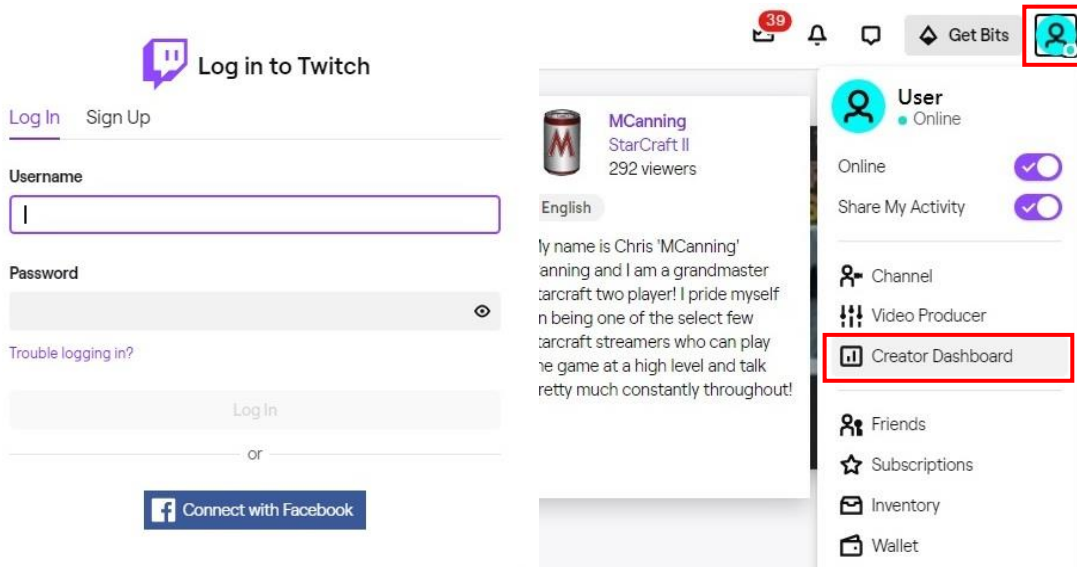 Log in to Twitch
Log In
Sign Up
Username
Password
Trouble logging in?
Log In
or
Connect with Facebook
39
Get Bits
MCanning
StarCraft II
292 viewers
English
ly name is Chris 'MCanning'
anning and I am a grandmaster
tarcraft two player! I pride myself
n being one of the select few
tarcraft streamers who can play
ne game at a high level and talk
retty much constantly throughout!
User
Online
Online
Share My Activity
Channel
Video Producer
Creator Dashboard
Friends
Subscriptions
Inventory
Wallet